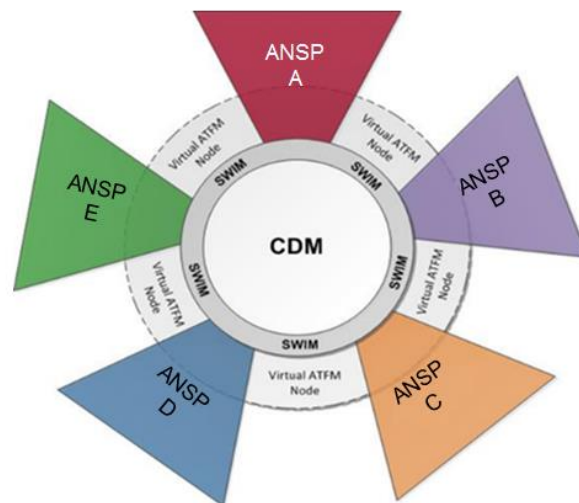 ANSP
A
Virtual ATFM
Node
Virtual ATFM
Node
SWIM
SWIM
ANSP
E
ANSP
B
CDM
Virtual ATFM
Node
SWIM
SWIM
Virtual ATFM
Node
SWIM
Virtual ATFM
Node
ANSP
D
ANSP
C